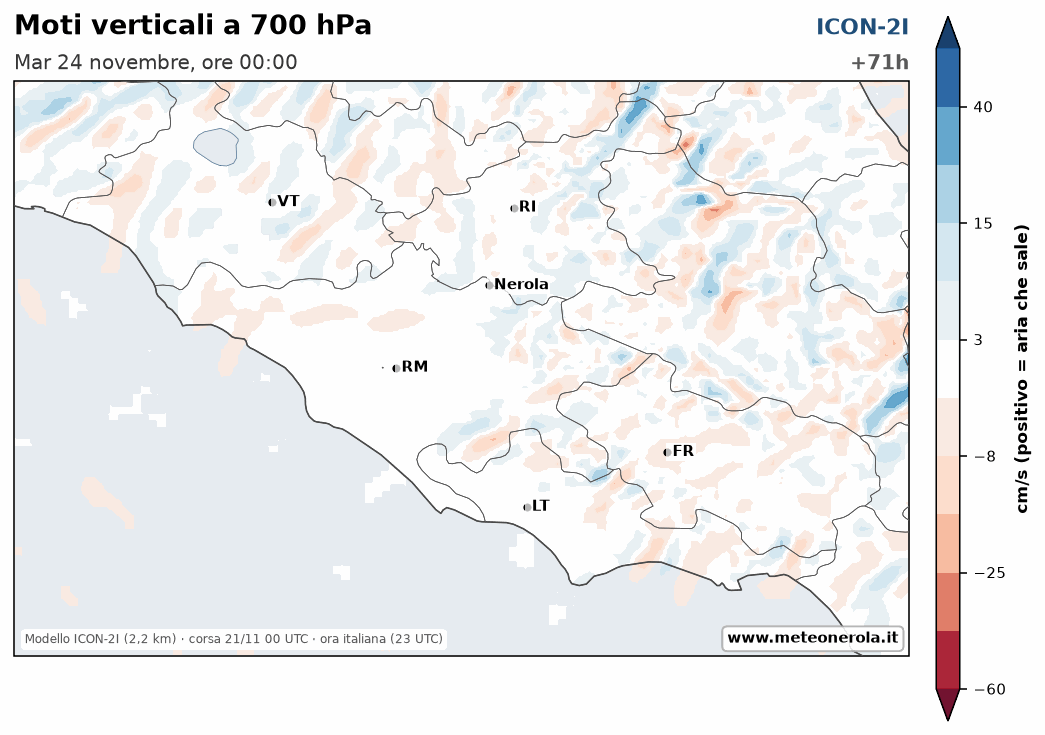 Moti verticali a 700 hPa
ICON-2I
Mar 24 novembre, ore 00:00
+71h
VT
RI
Nerola
RM
FR
LT
40
15
3
−8
−25
−60
cm/s (positivo = aria che sale)
Modello ICON-2I (2,2 km) · corsa 21/11 00 UTC · ora italiana (23 UTC)
www.meteonerola.it